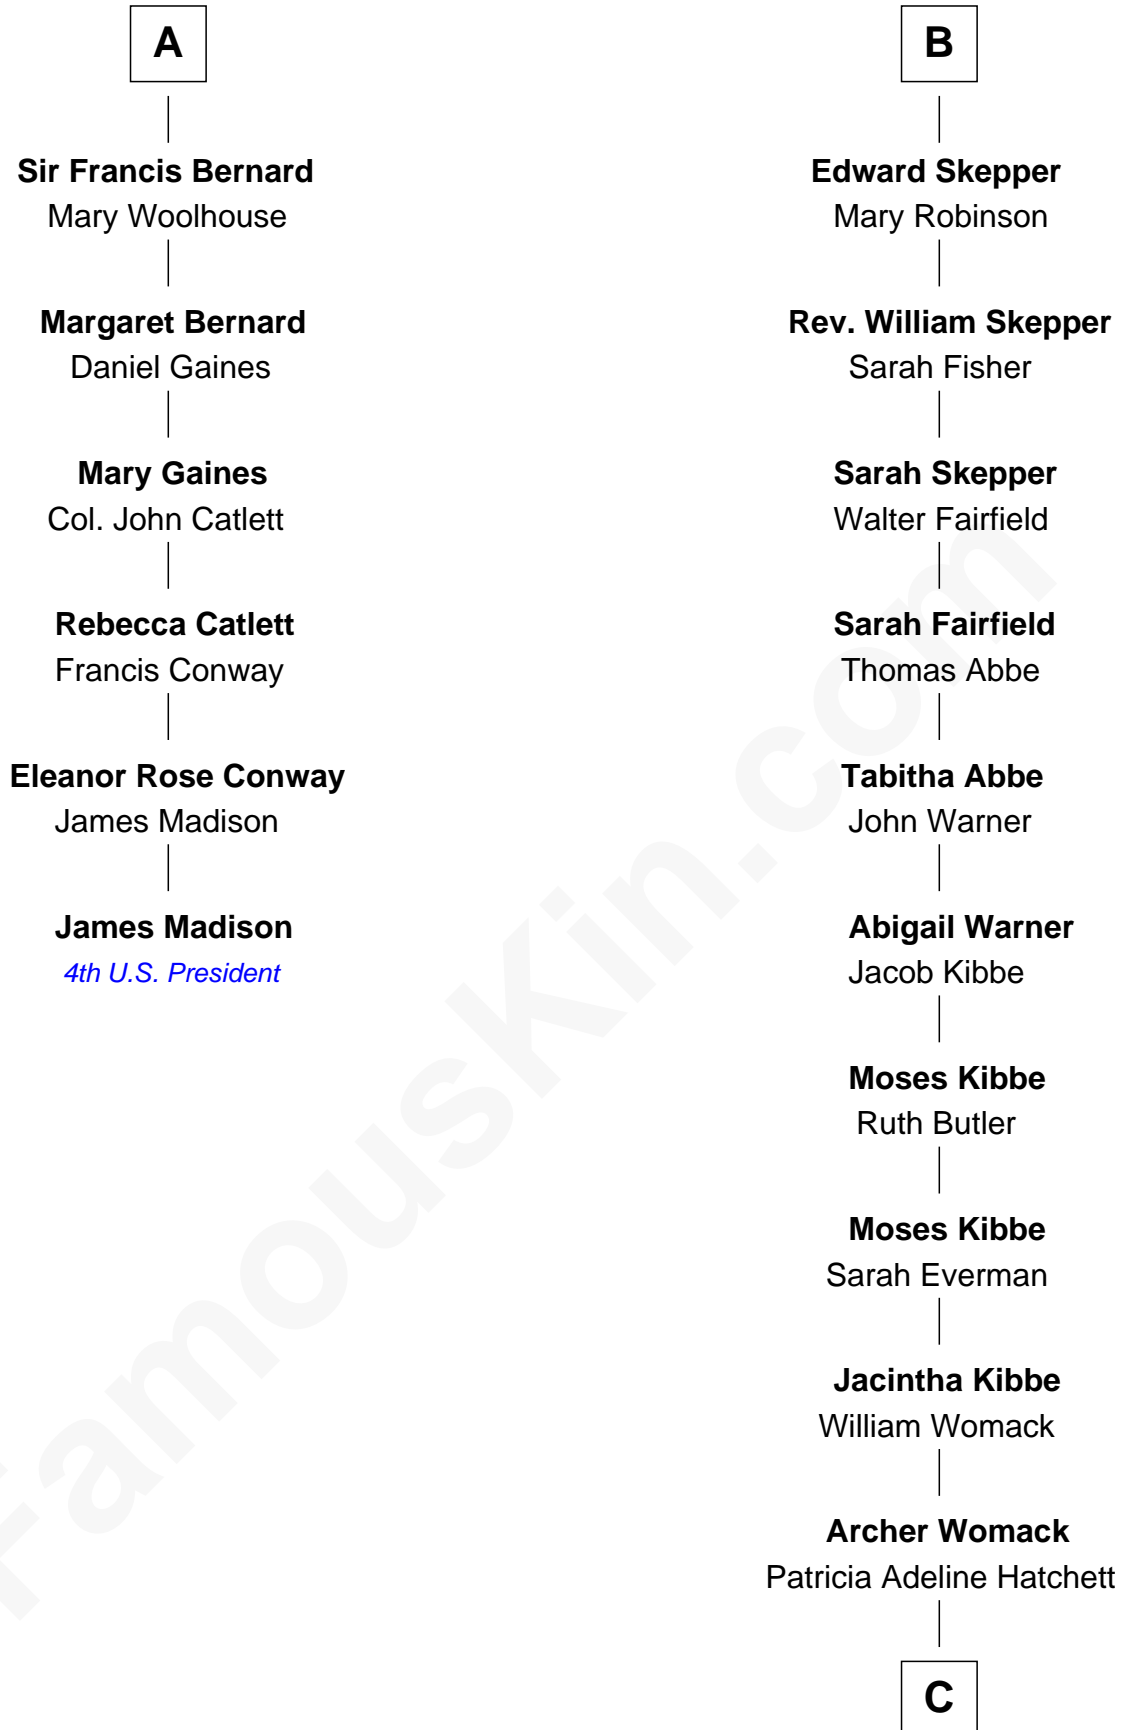 A
Sir Francis Bernard
Mary Woolhouse
Margaret Bernard
Daniel Gaines
Mary Gaines
Col. John Catlett
Rebecca Catlett
Francis Conway
Eleanor Rose Conway
James Madison
James Madison
4th U.S. President
B
Edward Skepper
Mary Robinson
Rev. William Skepper
Sarah Fisher
Sarah Skepper
Walter Fairfield
Sarah Fairfield
Thomas Abbe
Tabitha Abbe
John Warner
Abigail Warner
Jacob Kibbe
Moses Kibbe
Ruth Butler
Moses Kibbe
Sarah Everman
Jacintha Kibbe
William Womack
Archer Womack
Patricia Adeline Hatchett
C
FamousKin.com